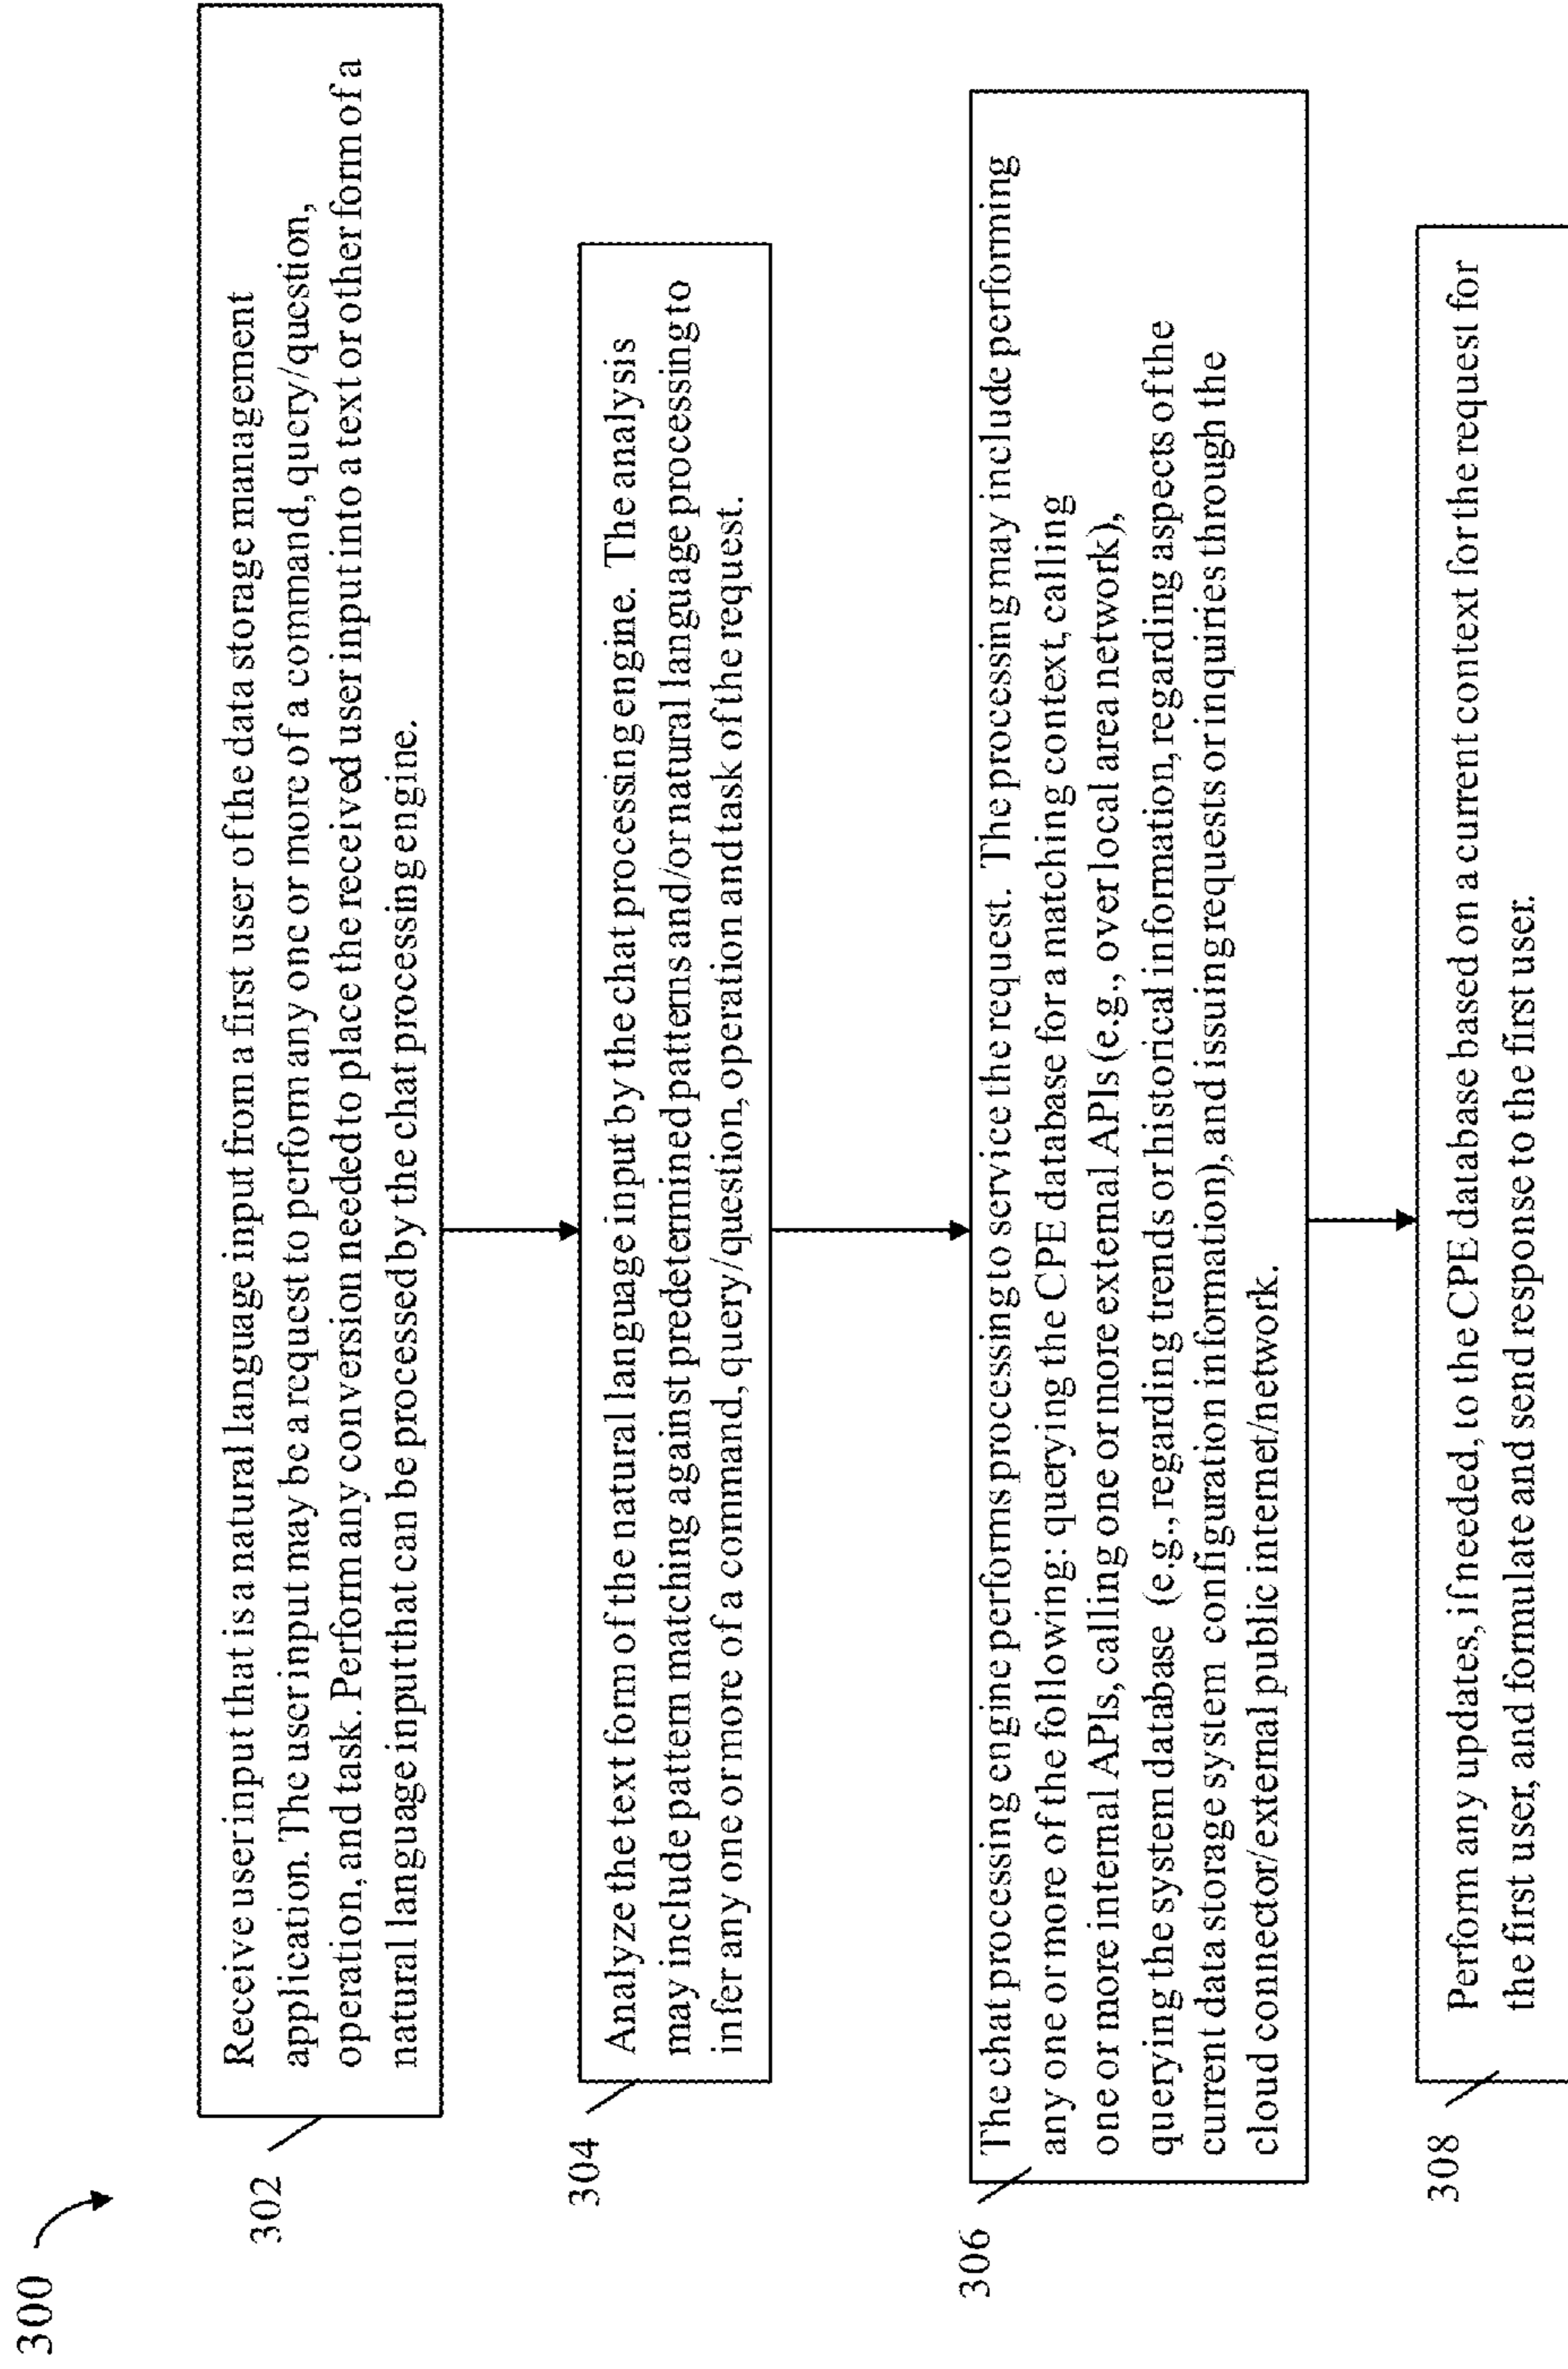 300
302
Receive user input that is a natural language input from a first user of the data storage management
application. The user input may be a request to perform any one or more of a command, query/question,
operation, and task. Perform any conversion needed to place the received user input into a text or other form of a
natural language input that can be processed by the chat processing engine.
304
Analyze the text form of the natural language input by the chat processing engine. The analysis
may include pattern matching against predetermined patterns and/or natural language processing to
infer any one or more of a command, query/question, operation and task of the request.
306
The chat processing engine performs processing to service the request. The processing may include performing
any one or more of the following: querying the CPE database for a matching context, calling
one or more internal APIs, calling one or more external APIs (e.g., over local area network),
querying the system database (e.g., regarding trends or historical information, regarding aspects of the
current data storage system configuration information), and issuing requests or inquiries through the
cloud connector/external public internet/network.
308
Perform any updates, if needed, to the CPE database based on a current context for the request for
the first user, and formulate and send response to the first user.